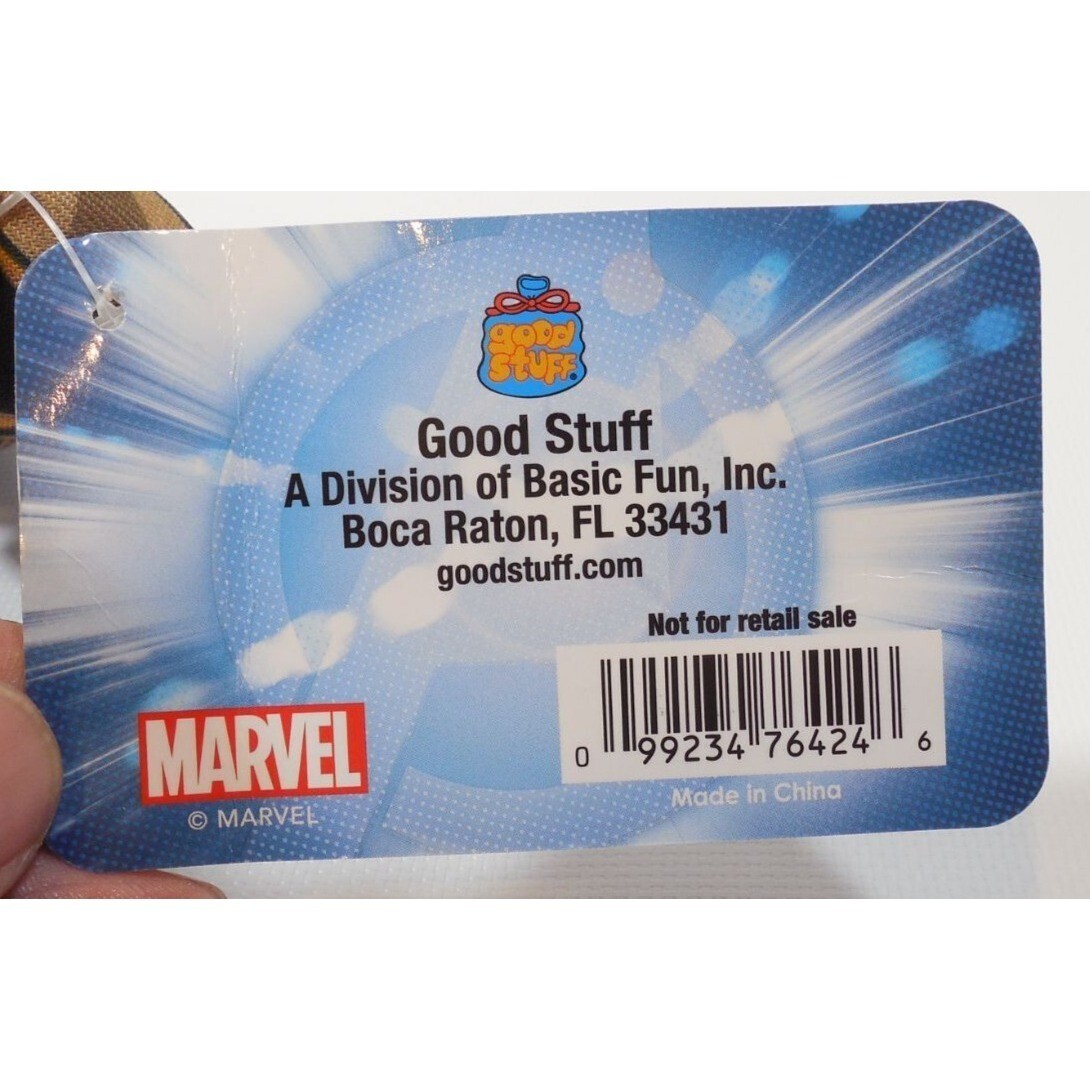 good
stuff
Good Stuff
A Division of Basic Fun, Inc.
Boca Raton, FL 33431
goodstuff.com
Not for retail sale
0 99234 76424 6
Made in China
MARVEL
© MARVEL